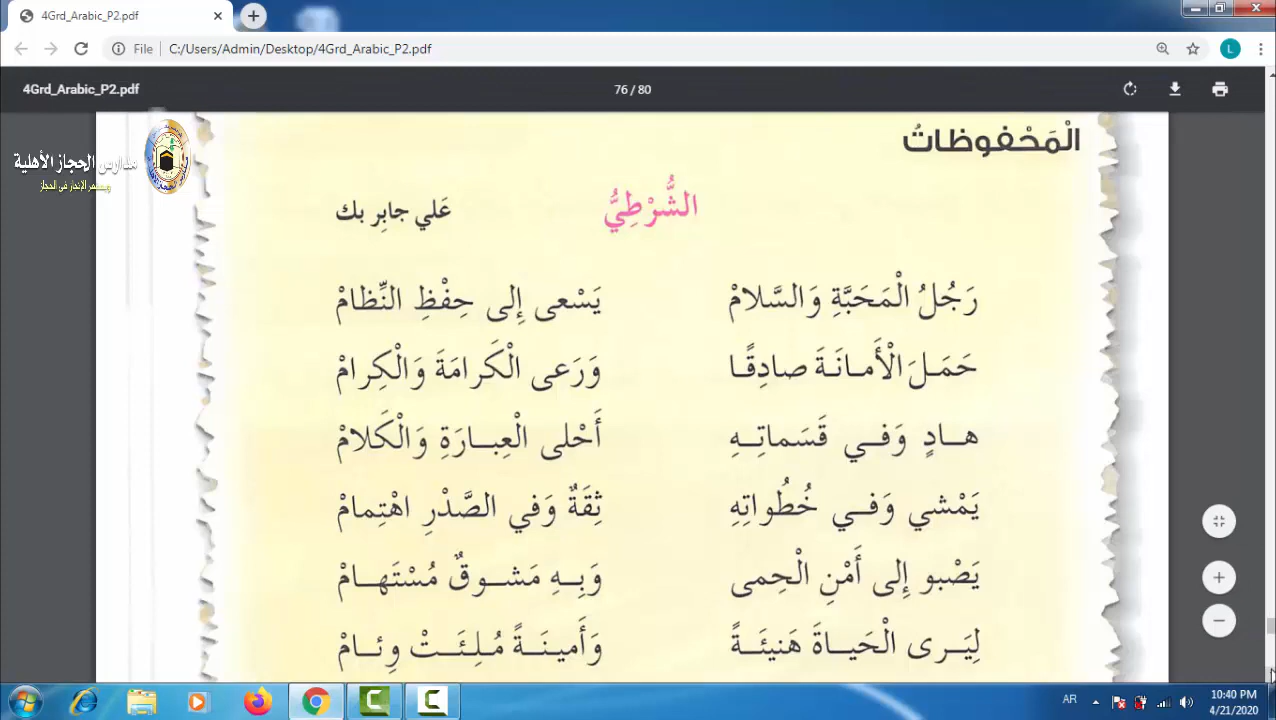 4Grd_Arabic_P2.pdf
File C:/Users/Admin/Desktop/4Grd_Arabic_P2.pdf
L
4Grd_Arabic_P2.pdf 76 / 80
الْمَحْفوظاتُ
مدارس الحجاز الأهلية
الشُّرْطِيُّ
عَلي جابِر بك
رَجُلُ الْمَحَبَّةِ وَالسَّلامْ يَسْعى إِلى حِفْظِ النِّظامْ
حَمَلَ الْأَمانَةَ صادِقًا وَرَعى الْكَرامَةَ وَالْكِرامْ
هادٍ وَفي قَسَماتِهِ أَحْلى الْعِبارَةِ وَالْكَلامْ
يَمْشي وَفي خُطُواتِهِ ثِقَةٌ وَفي الصَّدْرِ اهْتِمامْ
يَصْبو إِلى أَمْنِ الْحِمى وَبِهِ مَشوقٌ مُسْتَهامْ
لِيَرى الْحَياةَ هَنيئَةً وَأَمينَةً مُلِئَتْ وِئامْ
AR
10:40 PM
4/21/2020